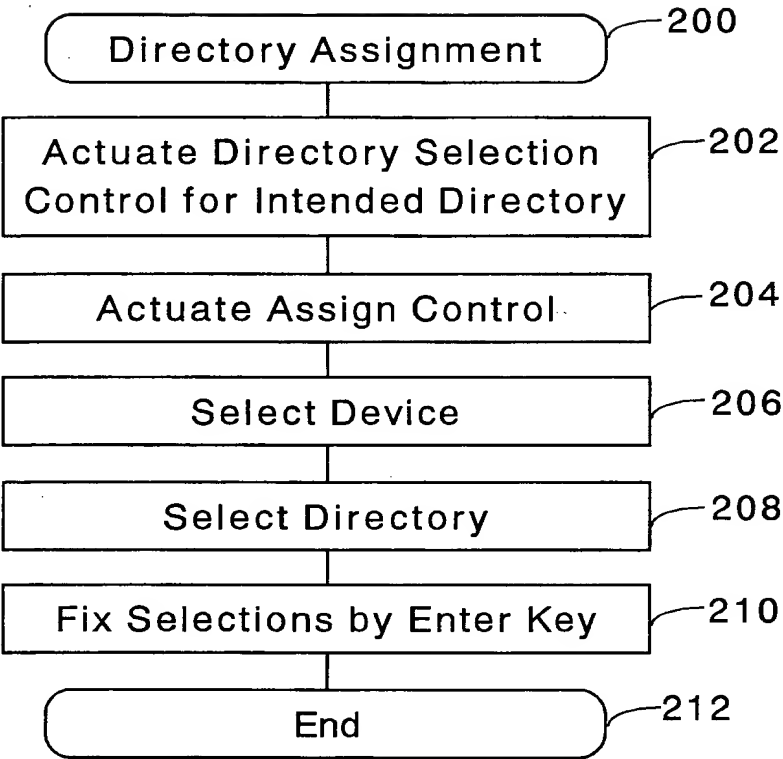 Directory Assignment 200
Actuate Directory Selection 202
Control for Intended Directory
Actuate Assign Control 204
Select Device 206
Select Directory 208
Fix Selections by Enter Key 210
End 212